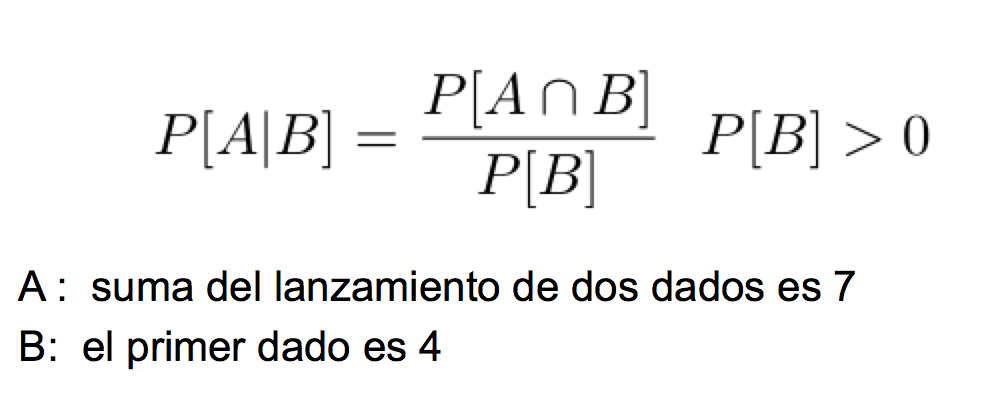 P[A|B] = P[A ∩ B] / P[B]   P[B] > 0
A :  suma del lanzamiento de dos dados es 7
B:  el primer dado es 4